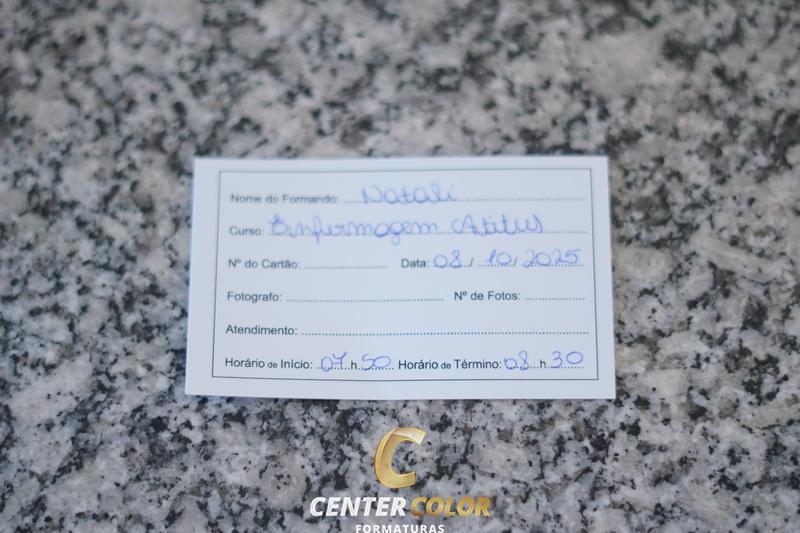 Nome do Formando: Natali
Curso: Enfermagem Atitus
Nº do Cartão: Data: 08 / 10 / 2025
Fotografo: Nº de Fotos:
Atendimento:
Horário de Início: 07 h 50 Horário de Término: 08 h 30
C
CENTER COLOR
FORMATURAS